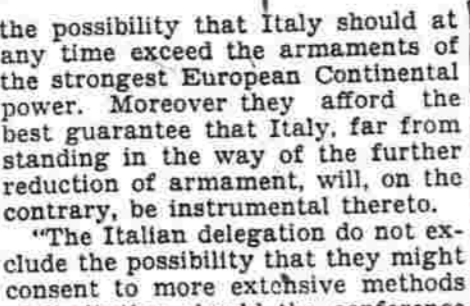 the possibility that Italy should at
any time exceed the armaments of
the strongest European Continental
power. Moreover they afford the
best guarantee that Italy, far from
standing in the way of the further
reduction of armament, will, on the
contrary, be instrumental thereto.
"The Italian delegation do not ex-
clude the possibility that they might
consent to more extensive methods
the conference